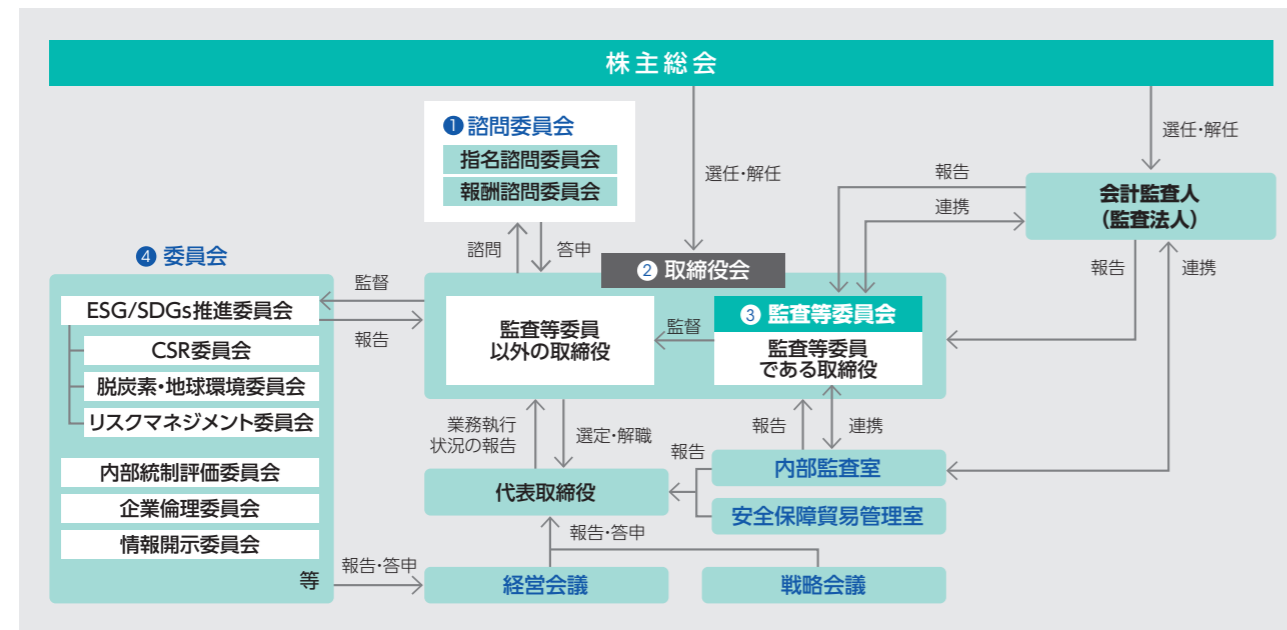 株主総会
❶諮問委員会
指名諮問委員会
報酬諮問委員会
選任・解任
選任・解任
報告
連携
会計監査人
（監査法人）
諮問
答申
報告
連携
❹ 委員会
② 取締役会
監督
報告
ESG/SDGs推進委員会
CSR委員会
脱炭素・地球環境委員会
リスクマネジメント委員会
内部統制評価委員会
企業倫理委員会
情報開示委員会
等
監査等委員
以外の取締役
監督
③ 監査等委員会
監査等委員
である取締役
業務執行
状況の報告
選定・解職
報告
連携
報告
内部監査室
代表取締役
安全保障貿易管理室
報告・答申
報告・答申
経営会議
戦略会議